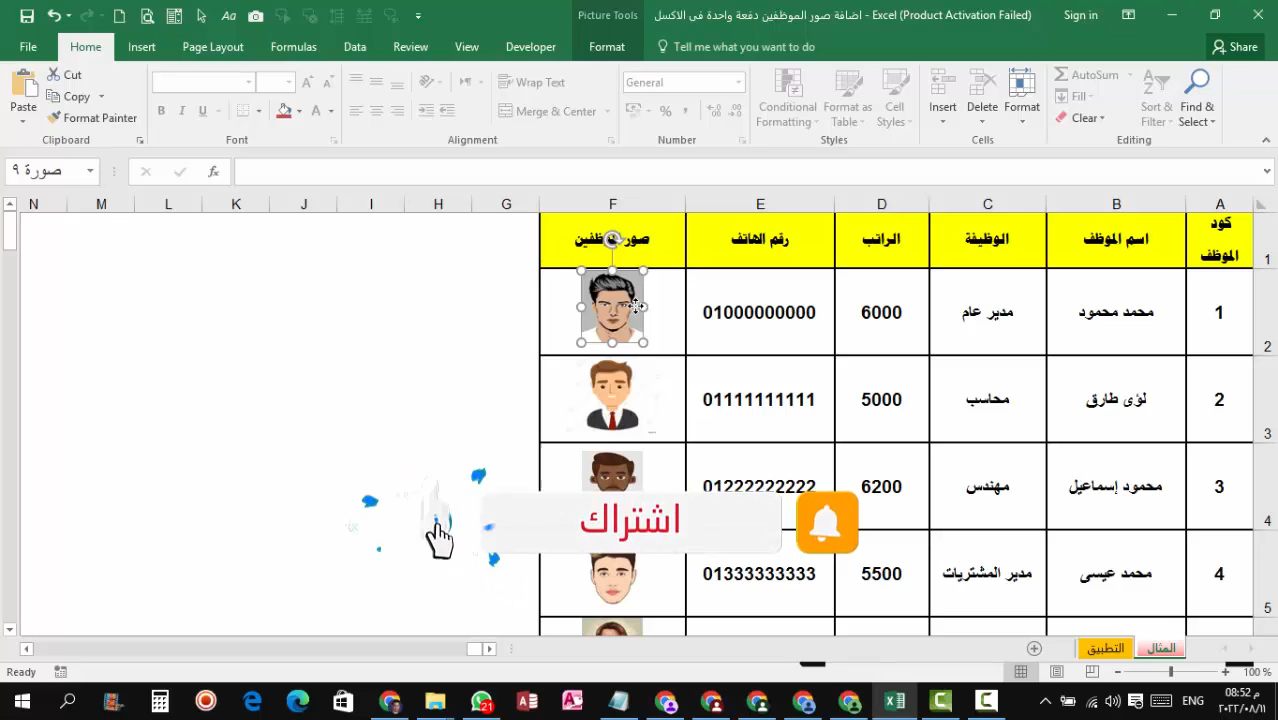 Picture Tools
اضافة صور الموظفين دفعة واحدة فى الاكسل - Excel (Product Activation Failed)
Sign in
File Home Insert Page Layout Formulas Data Review View Developer Format Tell me what you want to do Share
Paste Cut Copy Format Painter
Clipboard
B I U
Font
Wrap Text
Merge & Center
Alignment
General
Number
Conditional Formatting Format as Table Cell Styles
Styles
Insert Delete Format
Cells
AutoSum Fill Clear Sort & Filter Find & Select
Editing
صورة ٩
fx
N M L K J I H G F E D C B A
كود الموظف اسم الموظف الوظيفة الراتب رقم الهاتف 1
1 محمد محمود مدير عام 6000 01000000000 2
2 لؤى طارق محاسب 5000 01111111111 3
3 محمود إسماعيل مهندس 6200 01222222222 4
اشتراك
4 محمد عيسى مدير المشتريات 5500 01333333333 5
المثال التطبيق
Ready
100 %
21
ENG
08:52 م
٢٠٢٢/٠٨/١١